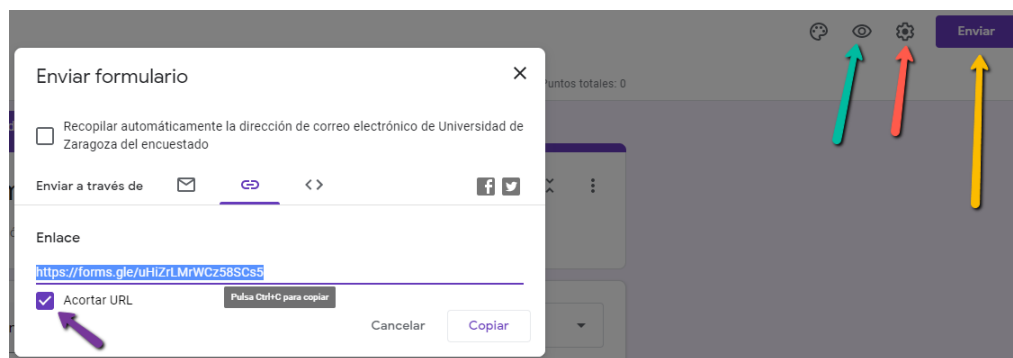 Enviar
Enviar formulario
Puntos totales: 0
Recopilar automáticamente la dirección de correo electrónico de Universidad de
Zaragoza del encuestado
Enviar a través de
Enlace
https://forms.gle/uHiZrLMrWCz58SCs5
Acortar URL
Pulsa Ctrl+C para copiar
Cancelar
Copiar